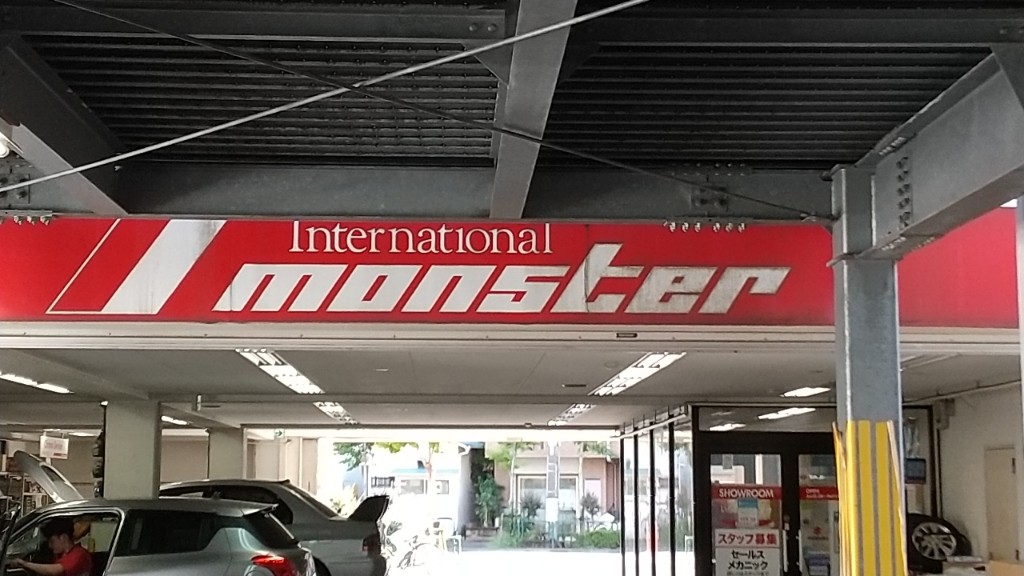 International
monster
SHOWROOM
スタッフ募集
セールス
メカニック